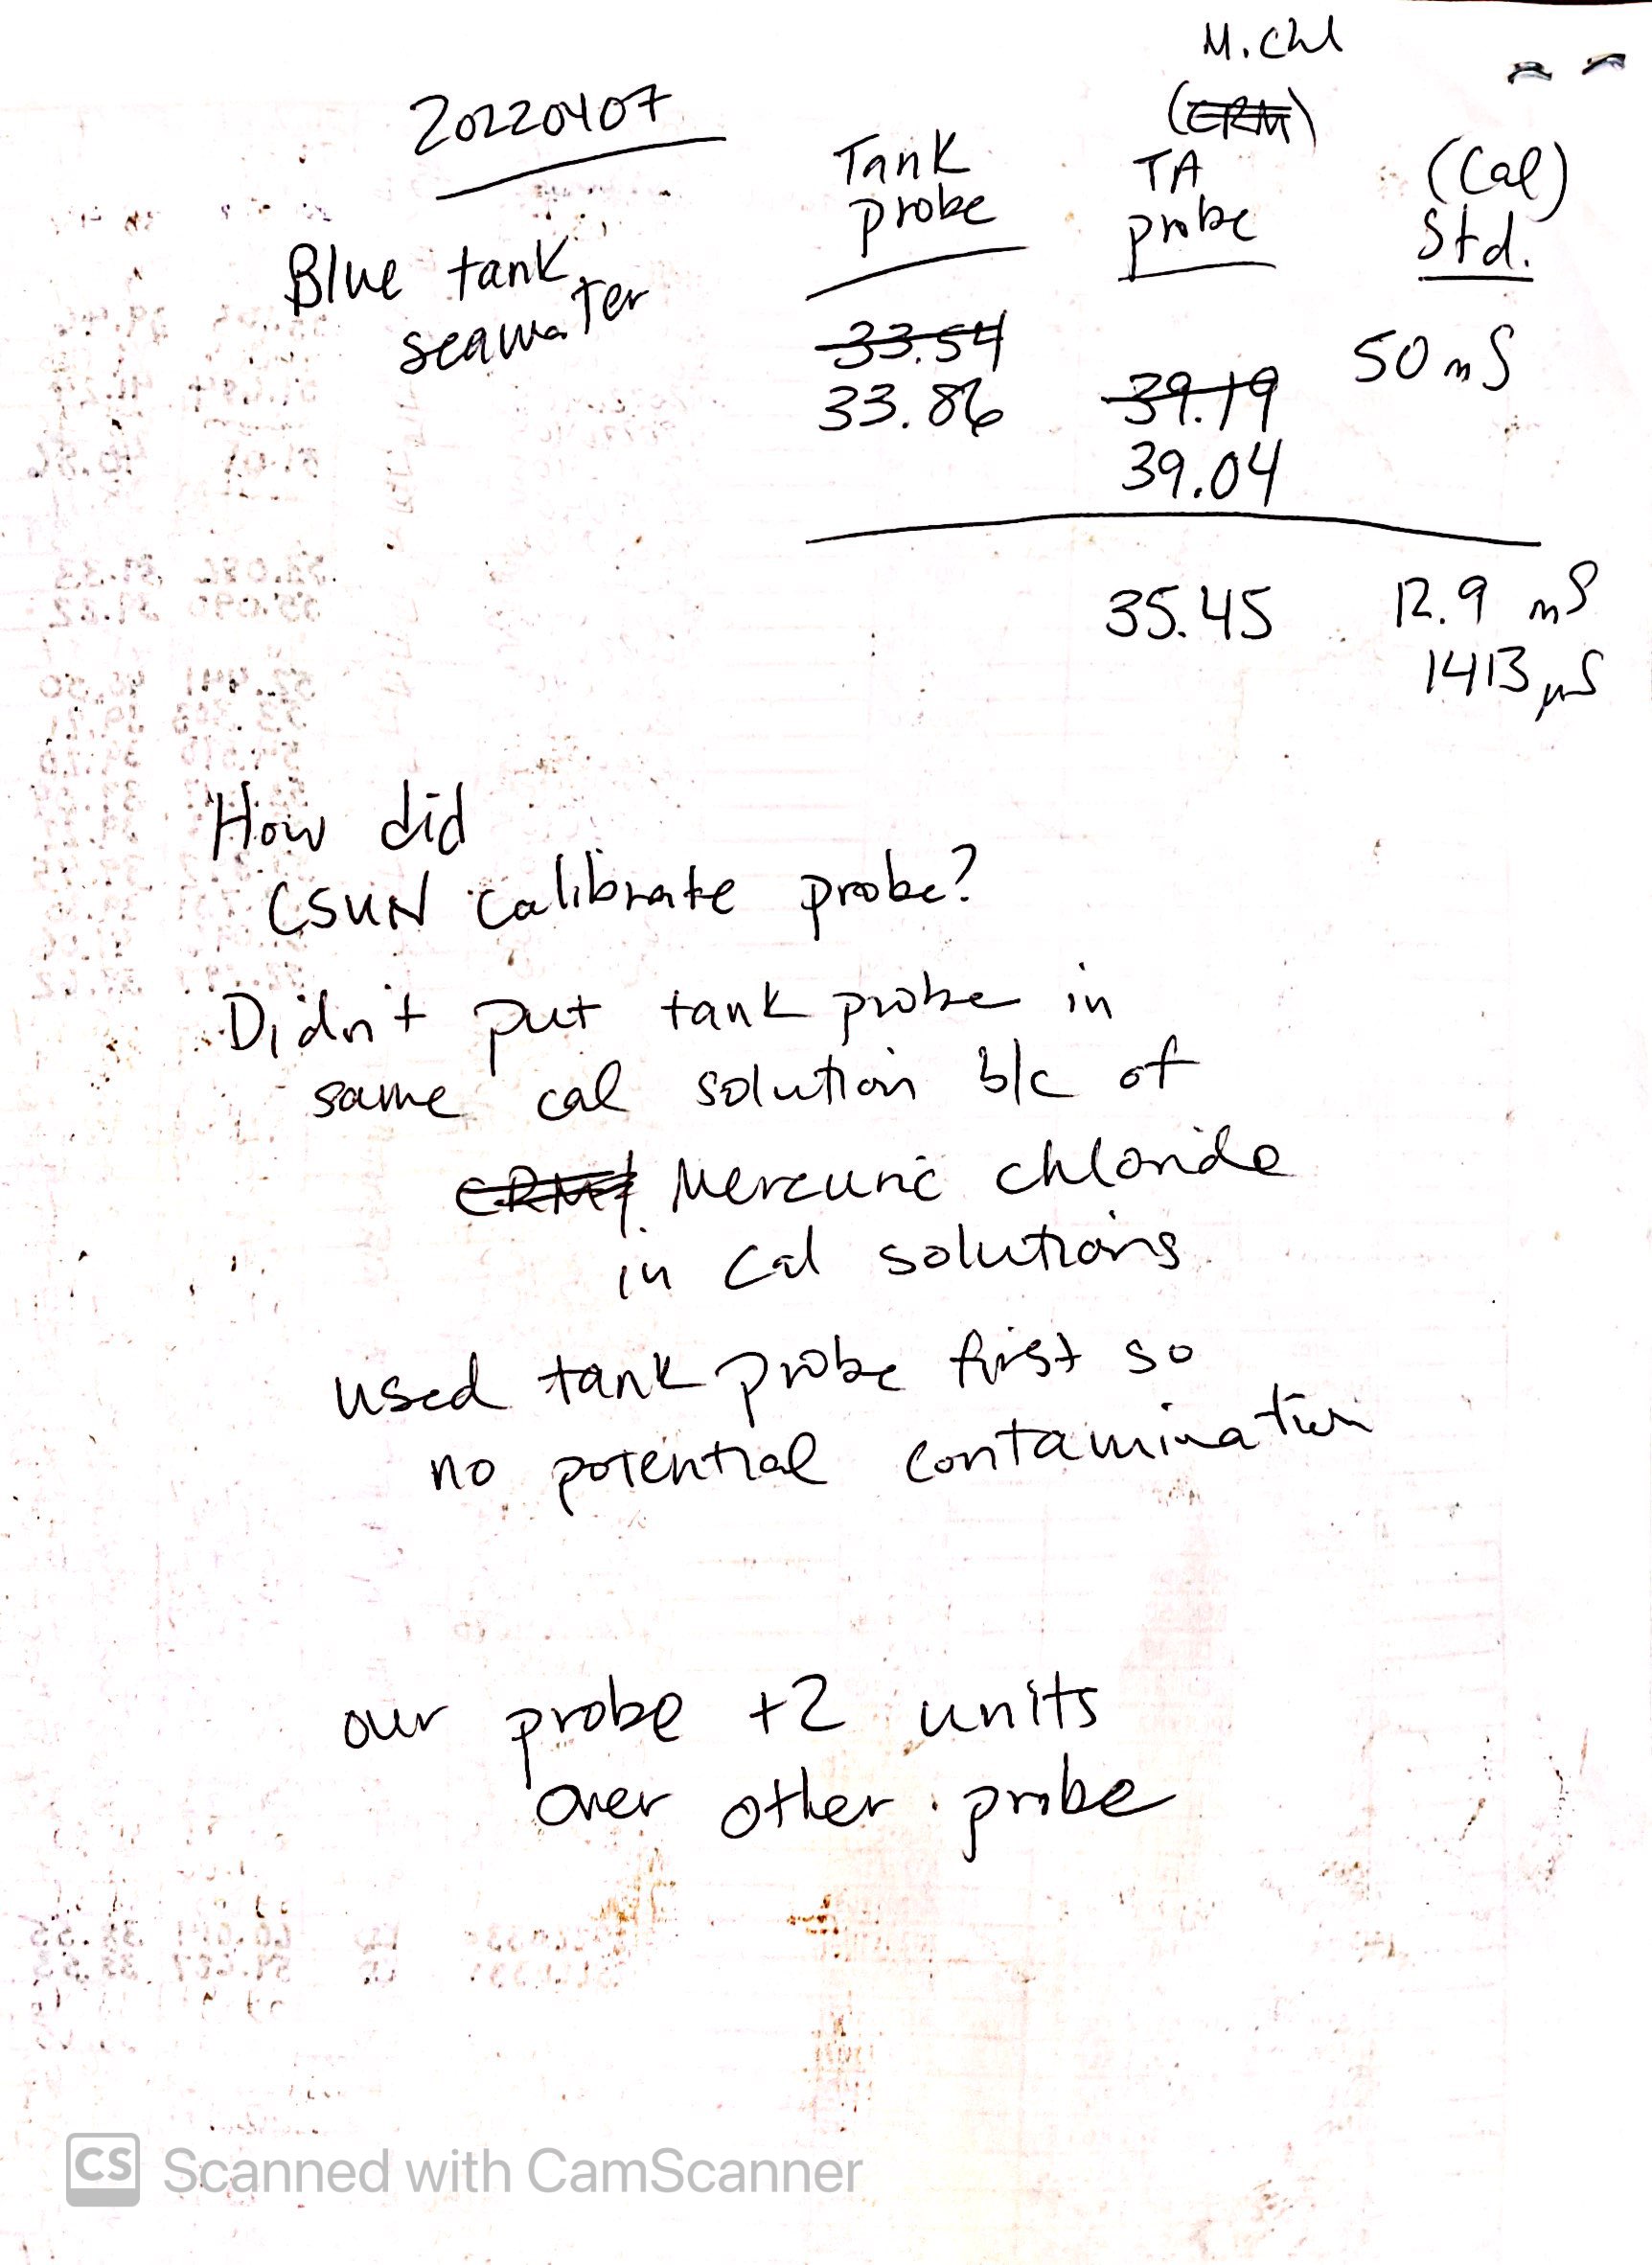 20220407
M. Chl
(CRM)
Tank TA (Cal)
probe probe Std.
Blue tank
seawater
33.54
33.86 39.19 50 mS
39.04
35.45 12.9 mS
1413 µS
How did
CSUN calibrate probe?
Didn't put tank probe in
same cal solution b/c of
CRM Mercuric chloride
in cal solutions
used tank probe first so
no potential contamination
our probe +2 units
over other probe
CS Scanned with CamScanner